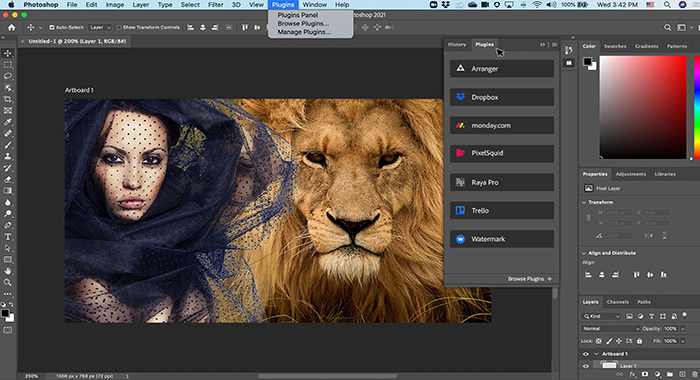 Photoshop File Edit Image Layer Type Select Filter 3D View Plugins Window Help
100% Wed 3:42 PM
Plugins Panel
Browse Plugins...
Manage Plugins...
oshop 2021
Auto-Select: Layer Show Transform Controls
Untitled-1 @ 200% (Layer 1, RGB/8#)
Artboard 1
History Plugins
Arranger
Dropbox
monday.com
PixelSquid
Raya Pro
Trello
Watermark
Browse Plugins +
Color Swatches Gradients Patterns
Properties Adjustments Libraries
Pixel Layer
Transform
Align and Distribute
Align:
Layers Channels Paths
Kind
Normal Opacity: 100%
Lock: Fill: 100%
Artboard 1
Layer 1
200% 1366 px x 768 px (72 ppi)